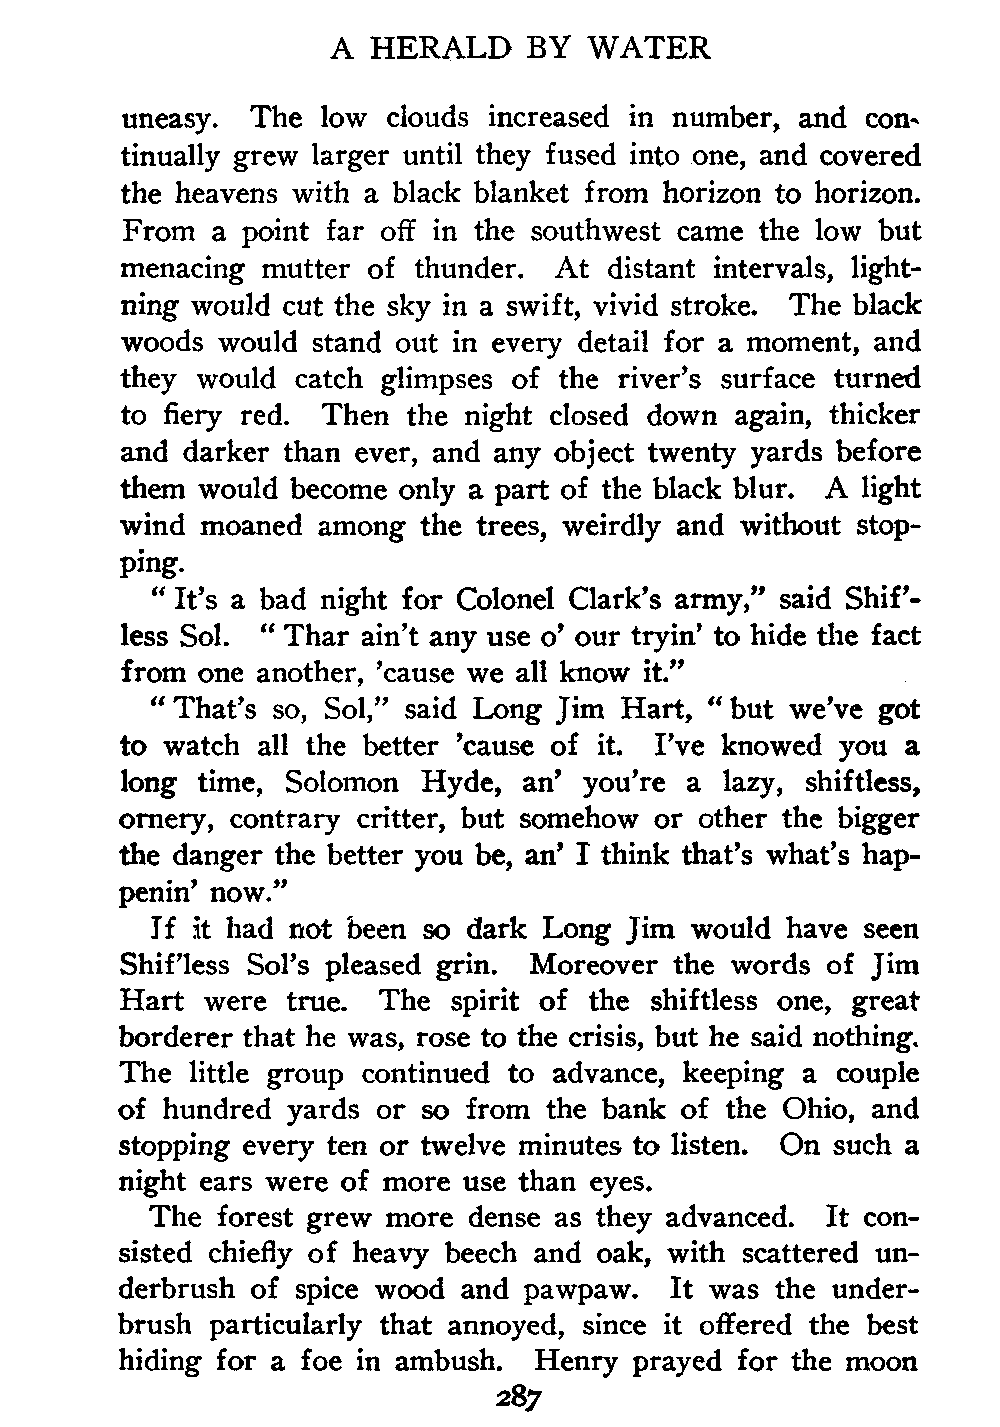 A HERALD BY WATER
uneasy. The low clouds increased in number, and con-
tinually grew larger until they fused into one, and covered
the heavens with a black blanket from horizon to horizon.
From a point far off in the southwest came the low but
menacing mutter of thunder. At distant intervals, light-
ning would cut the sky in a swift, vivid stroke. The black
woods would stand out in every detail for a moment, and
they would catch glimpses of the river's surface turned
to fiery red. Then the night closed down again, thicker
and darker than ever, and any object twenty yards before
them would become only a part of the black blur. A light
wind moaned among the trees, weirdly and without stop-
ping.
" It's a bad night for Colonel Clark's army," said Shif'-
less Sol. " Thar ain't any use o' our tryin' to hide the fact
from one another, 'cause we all know it."
" That's so, Sol," said Long Jim Hart, " but we've got
to watch all the better 'cause of it. I've knowed you a
long time, Solomon Hyde, an' you're a lazy, shiftless,
ornery, contrary critter, but somehow or other the bigger
the danger the better you be, an' I think that's what's hap-
penin' now."
If it had not been so dark Long Jim would have seen
Shif'less Sol's pleased grin. Moreover the words of Jim
Hart were true. The spirit of the shiftless one, great
borderer that he was, rose to the crisis, but he said nothing.
The little group continued to advance, keeping a couple
of hundred yards or so from the bank of the Ohio, and
stopping every ten or twelve minutes to listen. On such a
night ears were of more use than eyes.
The forest grew more dense as they advanced. It con-
sisted chiefly of heavy beech and oak, with scattered un-
derbrush of spice wood and pawpaw. It was the under-
brush particularly that annoyed, since it offered the best
hiding for a foe in ambush. Henry prayed for the moon
287